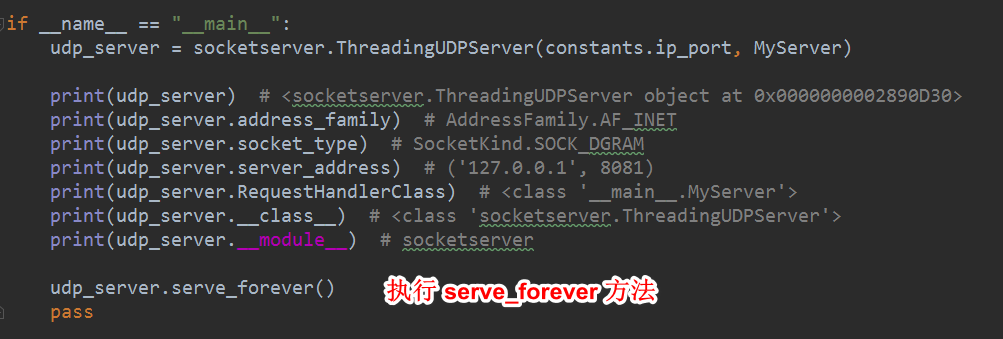 if __name__ == "__main__":
udp_server = socketserver.ThreadingUDPServer(constants.ip_port, MyServer)
print(udp_server)  # <socketserver.ThreadingUDPServer object at 0x0000000002890D30>
print(udp_server.address_family)  # AddressFamily.AF_INET
print(udp_server.socket_type)  # SocketKind.SOCK_DGRAM
print(udp_server.server_address)  # ('127.0.0.1', 8081)
print(udp_server.RequestHandlerClass)  # <class '__main__.MyServer'>
print(udp_server.__class__)  # <class 'socketserver.ThreadingUDPServer'>
print(udp_server.__module__)  # socketserver
udp_server.serve_forever() 执行 serve_forever 方法
pass